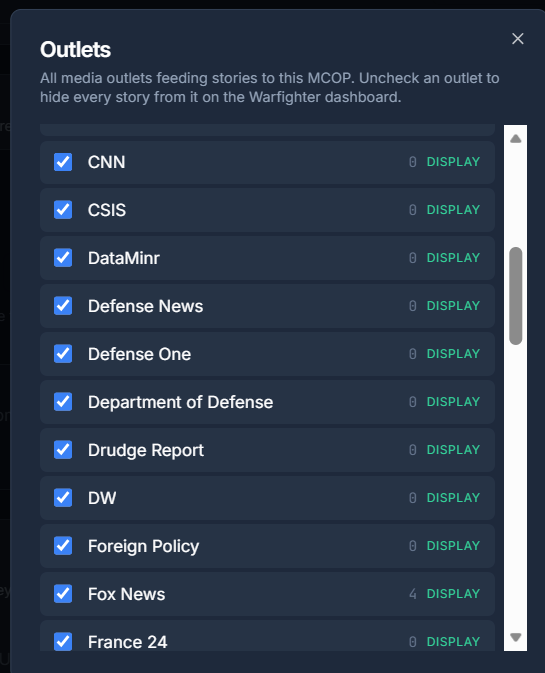 Outlets
All media outlets feeding stories to this MCOP. Uncheck an outlet to
hide every story from it on the Warfighter dashboard.
CNN 0 DISPLAY
CSIS 0 DISPLAY
DataMinr 0 DISPLAY
Defense News 0 DISPLAY
Defense One 0 DISPLAY
Department of Defense 0 DISPLAY
Drudge Report 0 DISPLAY
DW 0 DISPLAY
Foreign Policy 0 DISPLAY
Fox News 4 DISPLAY
France 24 0 DISPLAY